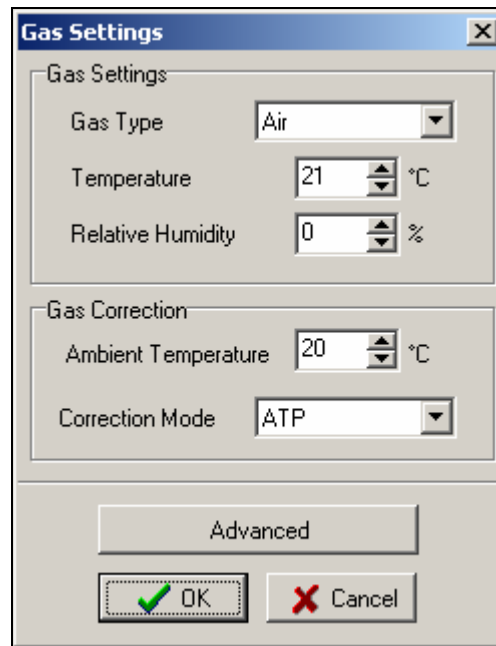 Gas Settings
Gas Settings
Gas Type Air
Temperature 21 °C
Relative Humidity 0 %
Gas Correction
Ambient Temperature 20 °C
Correction Mode ATP
Advanced
OK Cancel